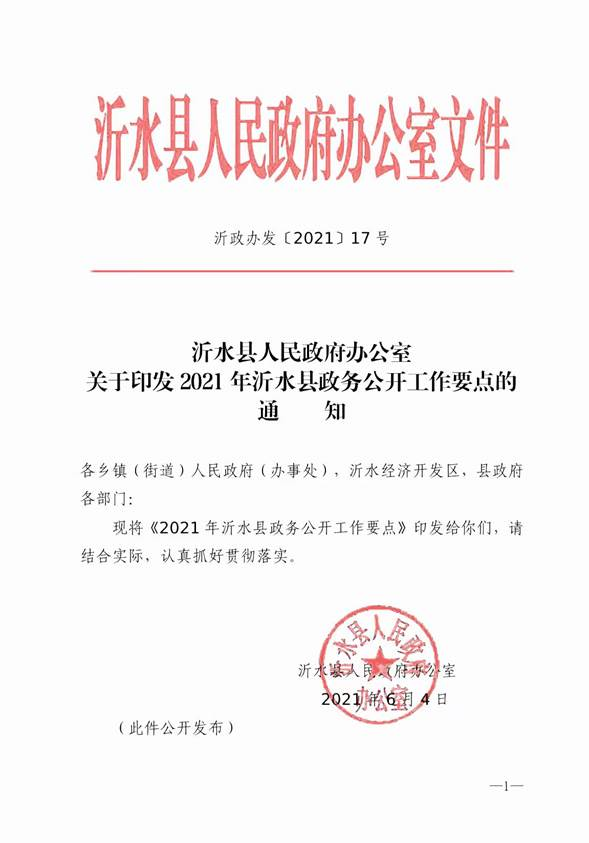 沂水县人民政府办公室文件
沂政办发〔2021〕17 号
沂水县人民政府办公室
关于印发 2021 年沂水县政务公开工作要点的
通　　知
各乡镇（街道）人民政府（办事处），沂水经济开发区，县政府
各部门：
现将《2021 年沂水县政务公开工作要点》印发给你们，请
结合实际，认真抓好贯彻落实。
沂水县人民政府办公室
沂水县人民政府
办公室
2021 年 6 月 4 日
（此件公开发布）
—1—